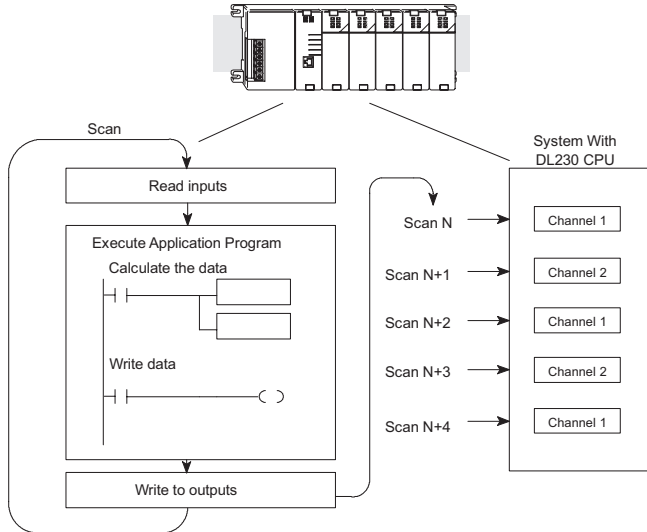 Scan
System With
DL230 CPU
Read inputs
Execute Application Program
Calculate the data
Write data
Write to outputs
Scan N
Channel 1
Scan N+1
Channel 2
Scan N+2
Channel 1
Scan N+3
Channel 2
Scan N+4
Channel 1